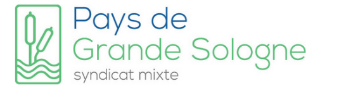 Pays de
Grande Sologne
syndicat mixte